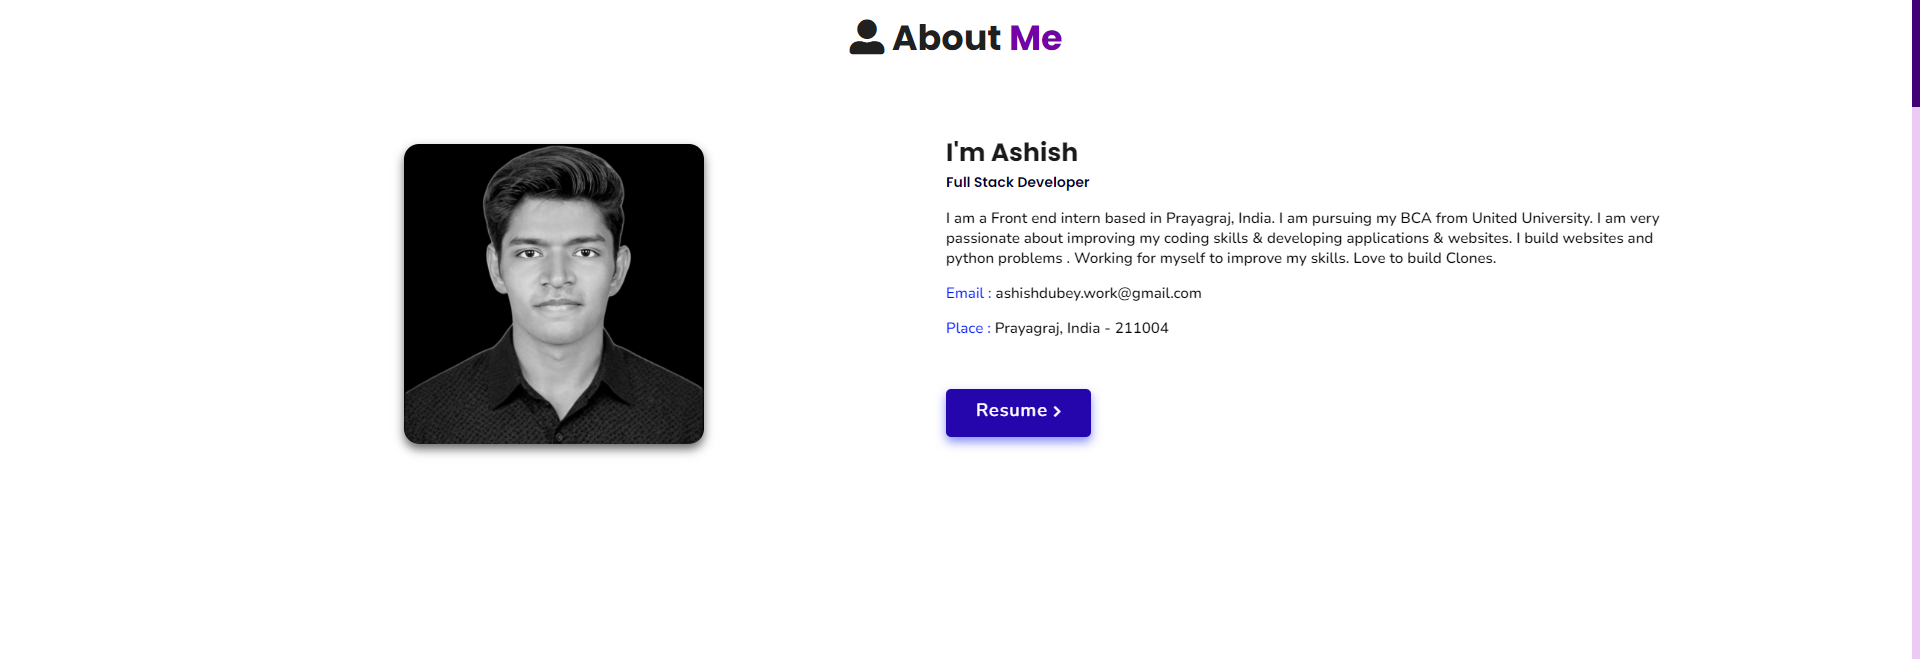 About Me
I'm Ashish
Full Stack Developer
I am a Front end intern based in Prayagraj, India. I am pursuing my BCA from United University. I am very
passionate about improving my coding skills & developing applications & websites. I build websites and
python problems . Working for myself to improve my skills. Love to build Clones.
Email : ashishdubey.work@gmail.com
Place : Prayagraj, India - 211004
Resume